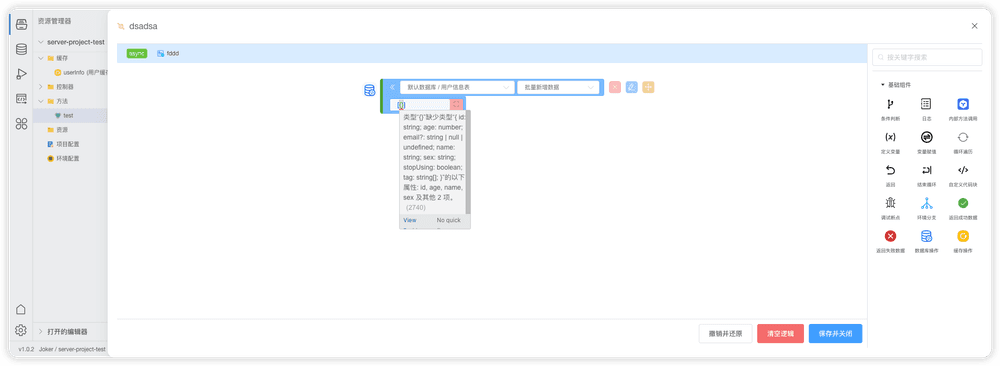 资源管理器
server-project-test
缓存
userInfo (用户缓存
控制器
方法
test
资源
项目配置
环境配置
打开的编辑器
v1.0.2 Joker / server-project-test
dsadsa
async fddd
默认数据库 / 用户信息表 批量新增数据
[{}]
类型"{}"缺少类型"{ id:
string; age: number;
email?: string | null |
undefined; name:
string; sex: string;
stopUsing: boolean;
tag: string[]; }"的以下
属性: id, age, name,
sex 及其他 2 项。
(2740)
View No quick
按关键字搜索
基础组件
条件判断 日志 内部方法调用
定义变量 变量赋值 循环遍历
返回 结束循环 自定义代码块
调试断点 环境分支 返回成功数据
返回失败数据 数据库操作 缓存操作
撤销并还原 清空逻辑 保存并关闭